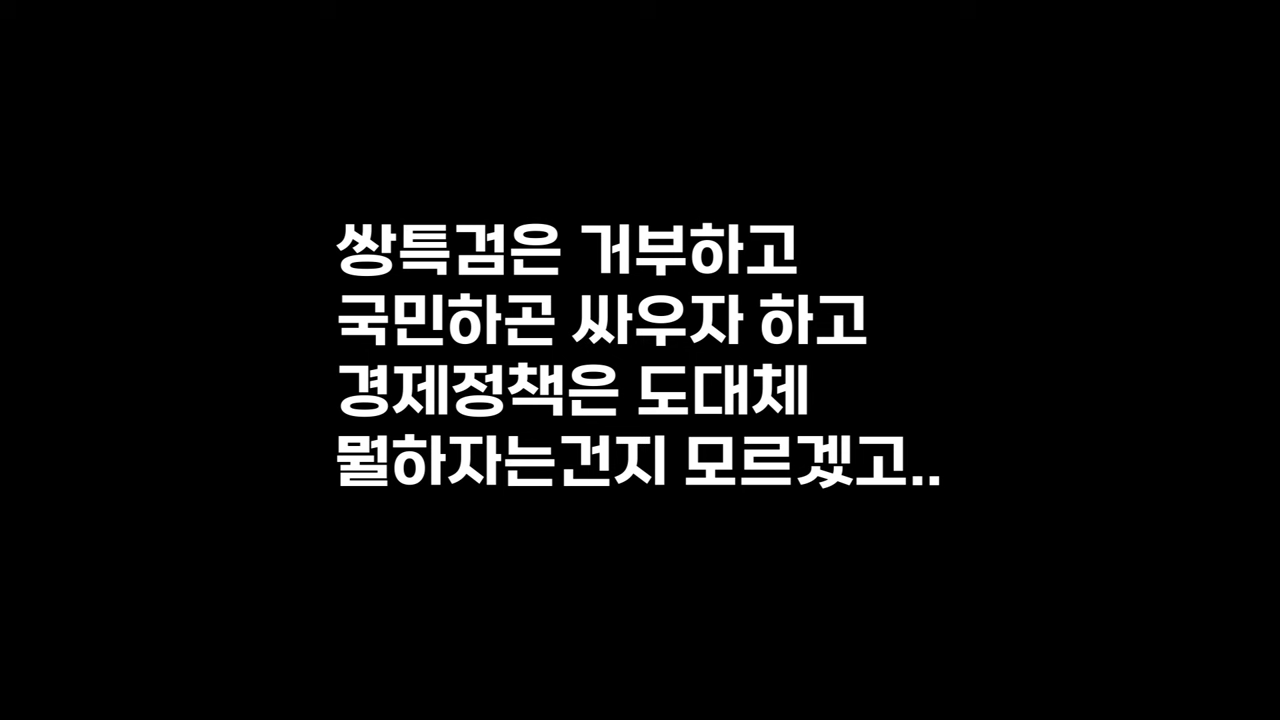 쌍특검은 거부하고
국민하곤 싸우자 하고
경제정책은 도대체
뭘하자는건지 모르겠고..